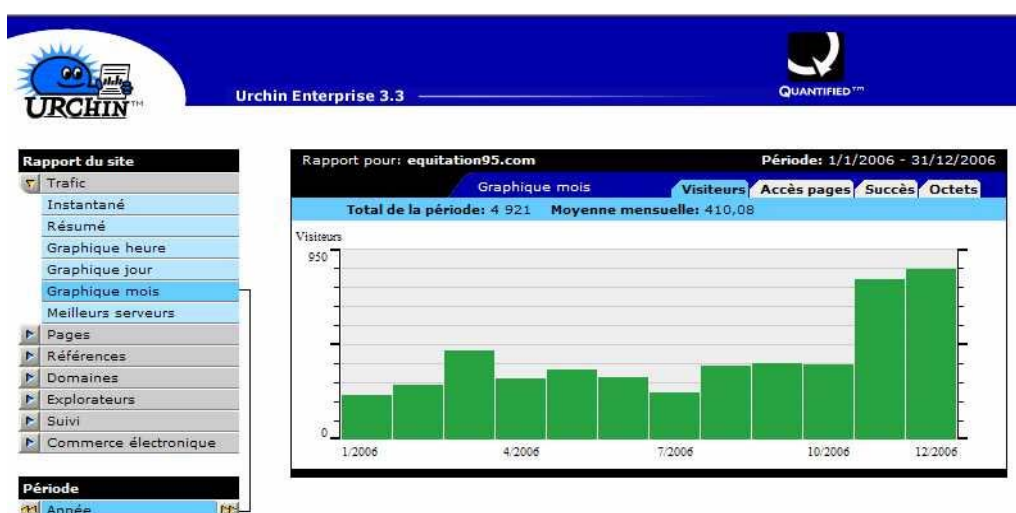 URCHIN™
Urchin Enterprise 3.3
QUANTIFIED™
Rapport du site
Trafic
Instantané
Résumé
Graphique heure
Graphique jour
Graphique mois
Meilleurs serveurs
Pages
Références
Domaines
Explorateurs
Suivi
Commerce électronique
Période
Année
Rapport pour: equitation95.com Période: 1/1/2006 - 31/12/2006
Graphique mois Visiteurs Accès pages Succès Octets
Total de la période: 4 921 Moyenne mensuelle: 410,08
Visiteurs
950
0
1/2006 4/2006 7/2006 10/2006 12/2006